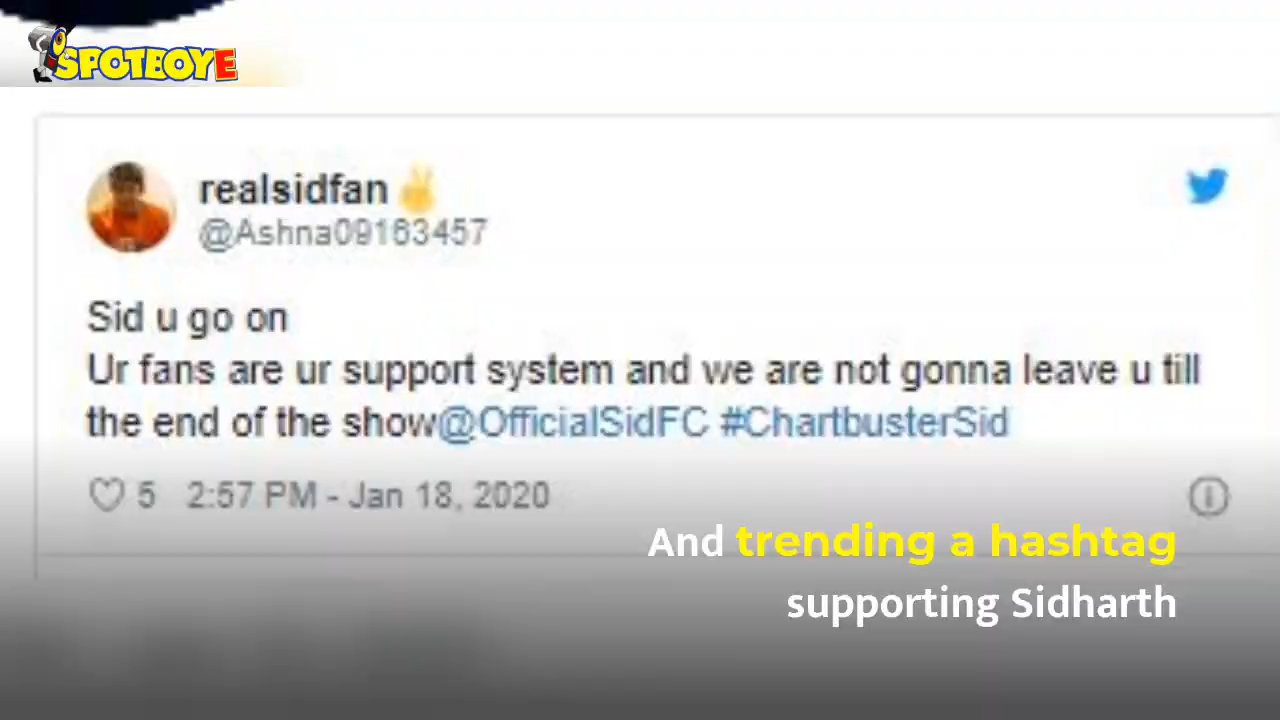 SPOTBOYE
realsidfan✌
@Ashna09163457
Sid u go on
Ur fans are ur support system and we are not gonna leave u till
the end of the show@OfficialSidFC #ChartbusterSid
5 2:57 PM - Jan 18, 2020
And trending a hashtag
supporting Sidharth